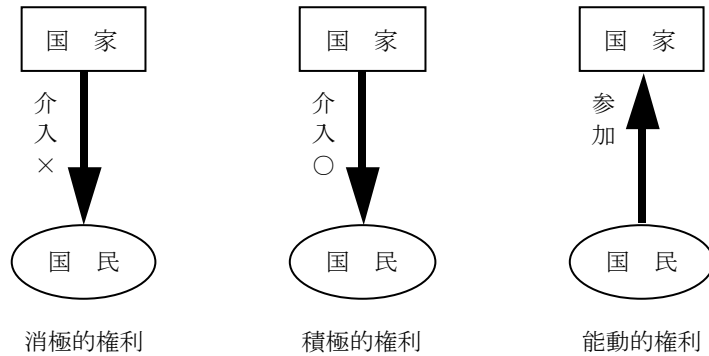 国 家
介入×
国 民
消極的権利
国 家
介入○
国 民
積極的権利
国 家
参加
国 民
能動的権利